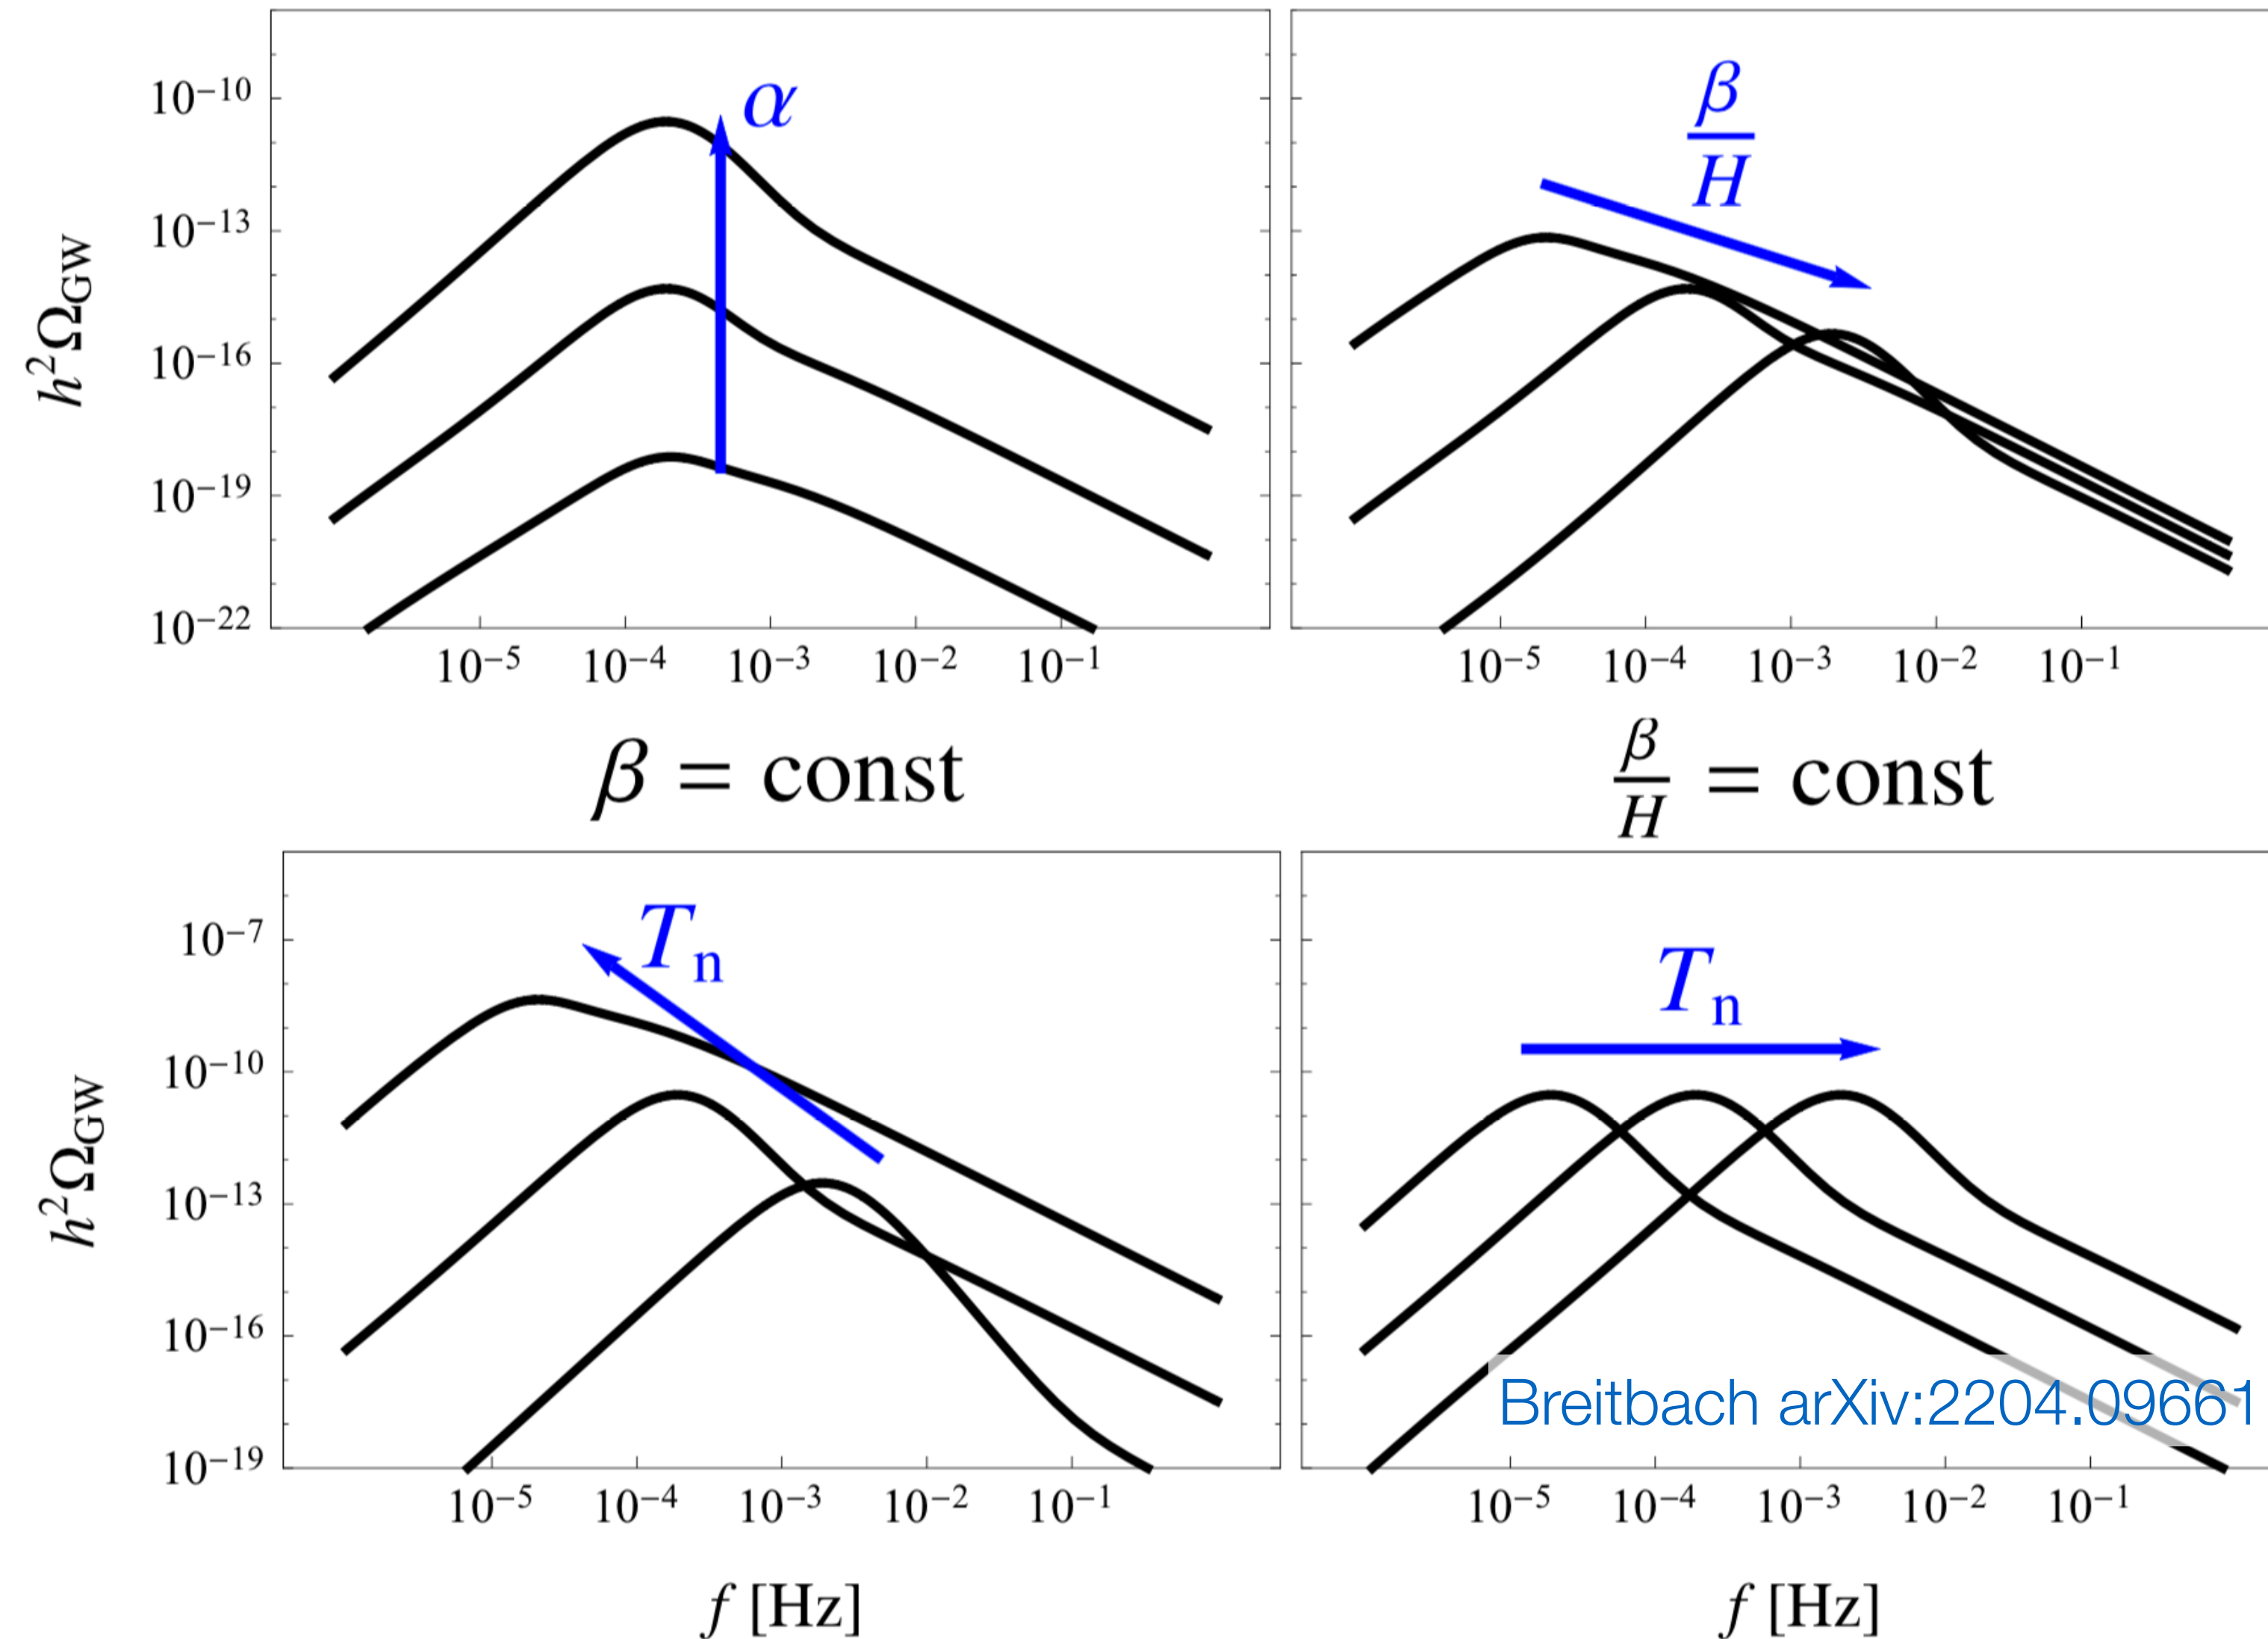 h²Ω_GW
10⁻¹⁰
10⁻¹³
10⁻¹⁶
10⁻¹⁹
10⁻²²
α
10⁻⁵ 10⁻⁴ 10⁻³ 10⁻² 10⁻¹
β/H
10⁻⁵ 10⁻⁴ 10⁻³ 10⁻² 10⁻¹
β = const
β/H = const
h²Ω_GW
10⁻⁷
10⁻¹⁰
10⁻¹³
10⁻¹⁶
10⁻¹⁹
Tₙ
10⁻⁵ 10⁻⁴ 10⁻³ 10⁻² 10⁻¹
f [Hz]
Tₙ
Breitbach arXiv:2204.09661
10⁻⁵ 10⁻⁴ 10⁻³ 10⁻² 10⁻¹
f [Hz]